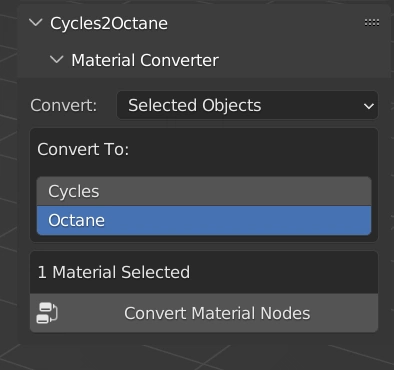 Cycles2Octane
Material Converter
Convert: Selected Objects
Convert To:
Cycles
Octane
1 Material Selected
Convert Material Nodes